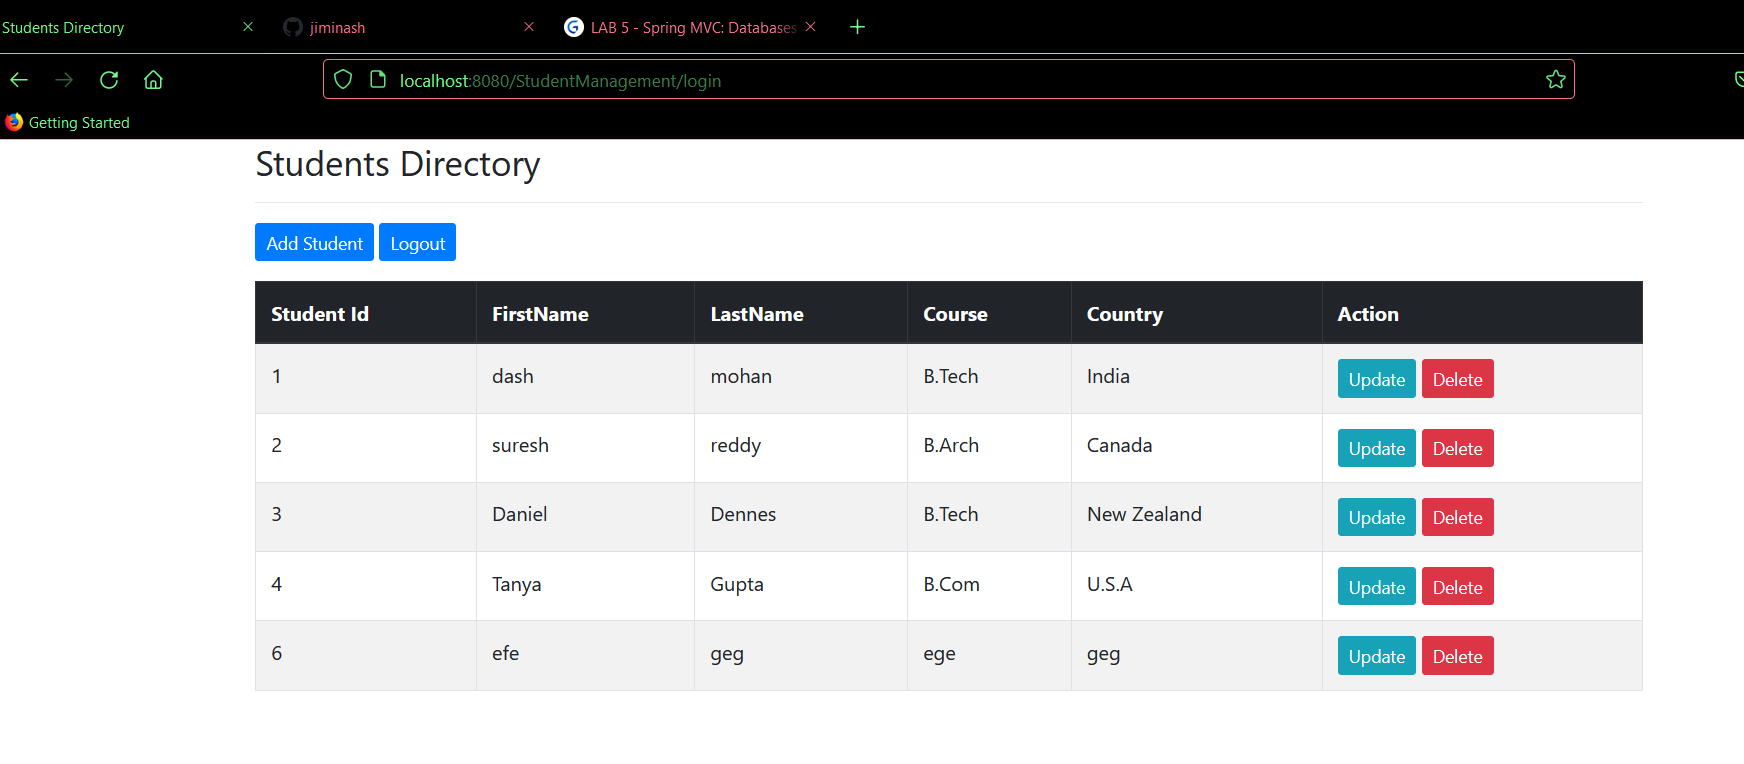 Students Directory
jiminash
LAB 5 - Spring MVC: Databases
localhost:8080/StudentManagement/login
Getting Started
Students Directory
Add Student Logout
Student Id FirstName LastName Course Country Action
1 dash mohan B.Tech India Update Delete
2 suresh reddy B.Arch Canada Update Delete
3 Daniel Dennes B.Tech New Zealand Update Delete
4 Tanya Gupta B.Com U.S.A Update Delete
6 efe geg ege geg Update Delete